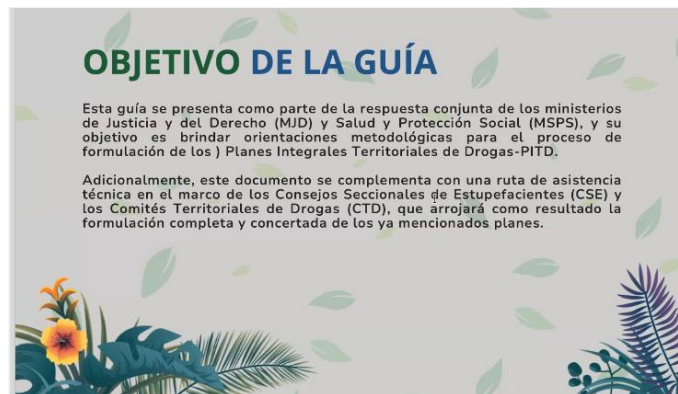 OBJETIVO DE LA GUÍA
Esta guía se presenta como parte de la respuesta conjunta de los ministerios
de Justicia y del Derecho (MJD) y Salud y Protección Social (MSPS), y su
objetivo es brindar orientaciones metodológicas para el proceso de
formulación de los ) Planes Integrales Territoriales de Drogas-PITD.
Adicionalmente, este documento se complementa con una ruta de asistencia
técnica en el marco de los Consejos Seccionales de Estupefacientes (CSE) y
los Comités Territoriales de Drogas (CTD), que arrojará como resultado la
formulación completa y concertada de los ya mencionados planes.